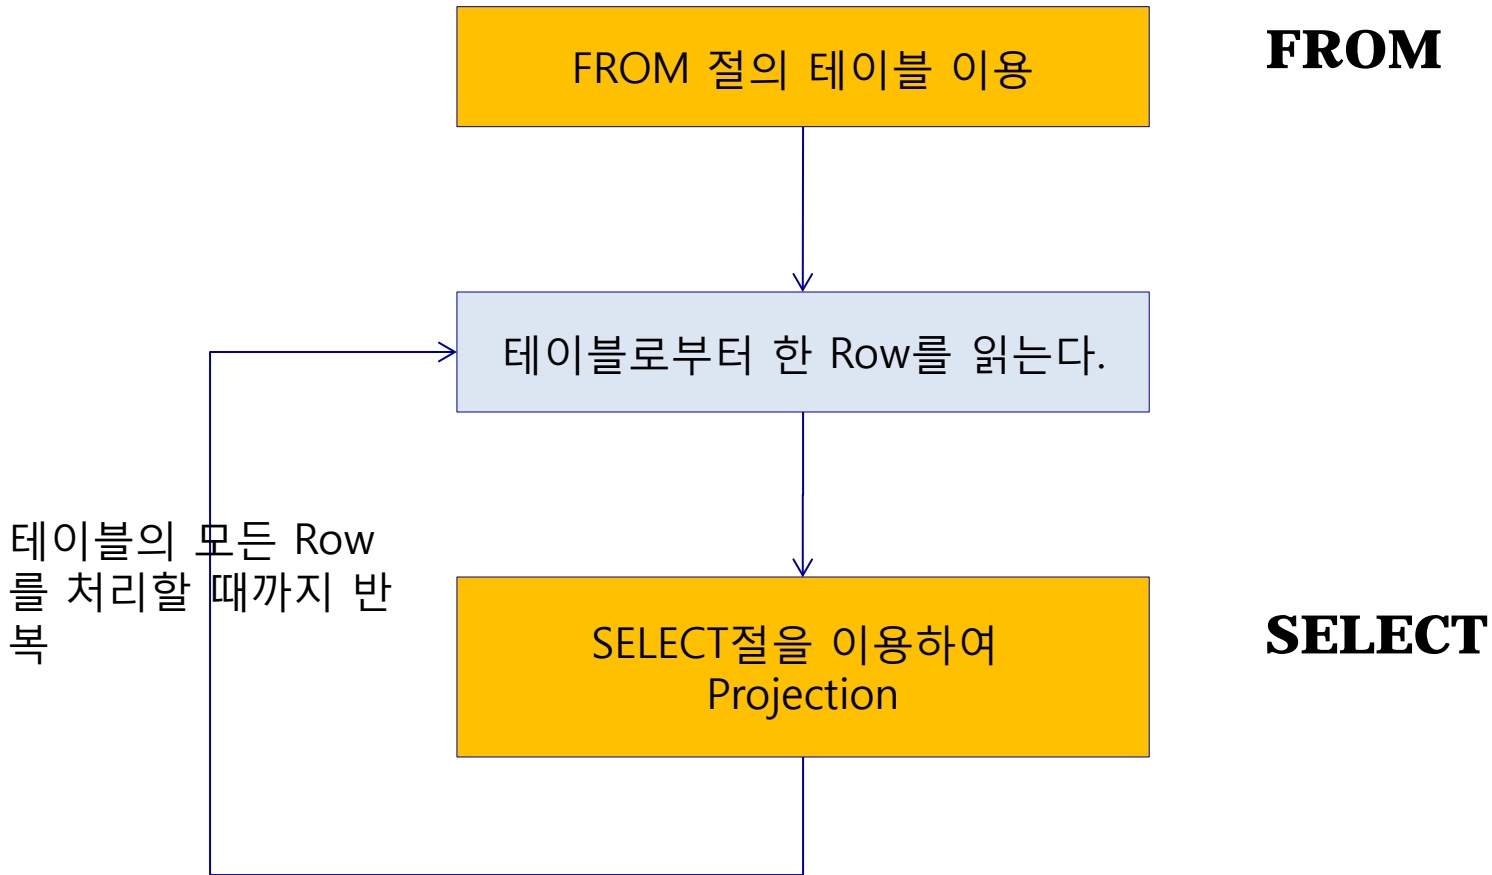 FROM 절의 테이블 이용
FROM
테이블로부터 한 Row를 읽는다.
테이블의 모든 Row
를 처리할 때까지 반
복
SELECT절을 이용하여
Projection
SELECT